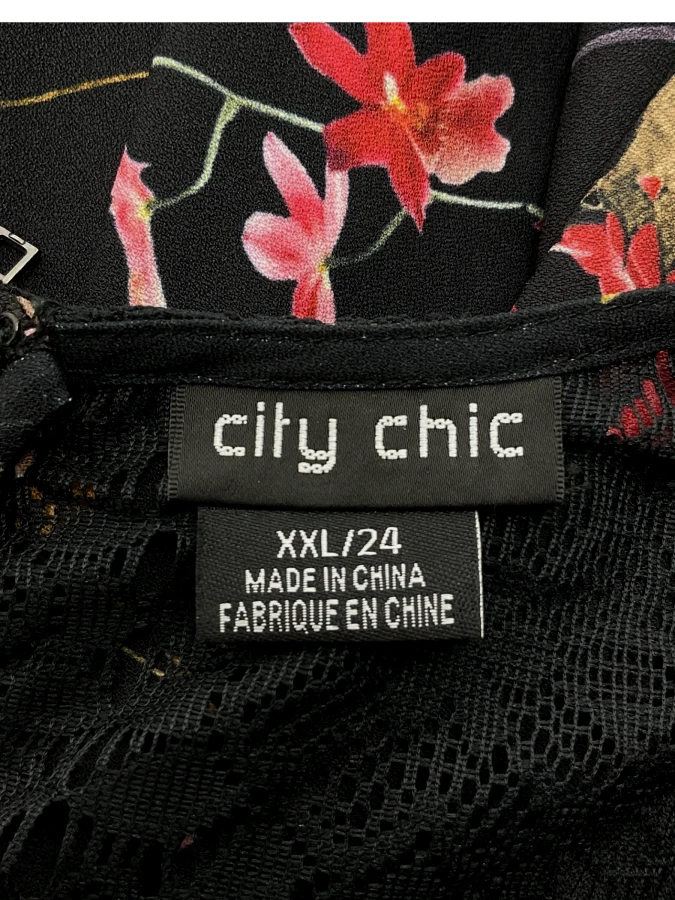 city chic
XXL/24
MADE IN CHINA
FABRIQUE EN CHINE